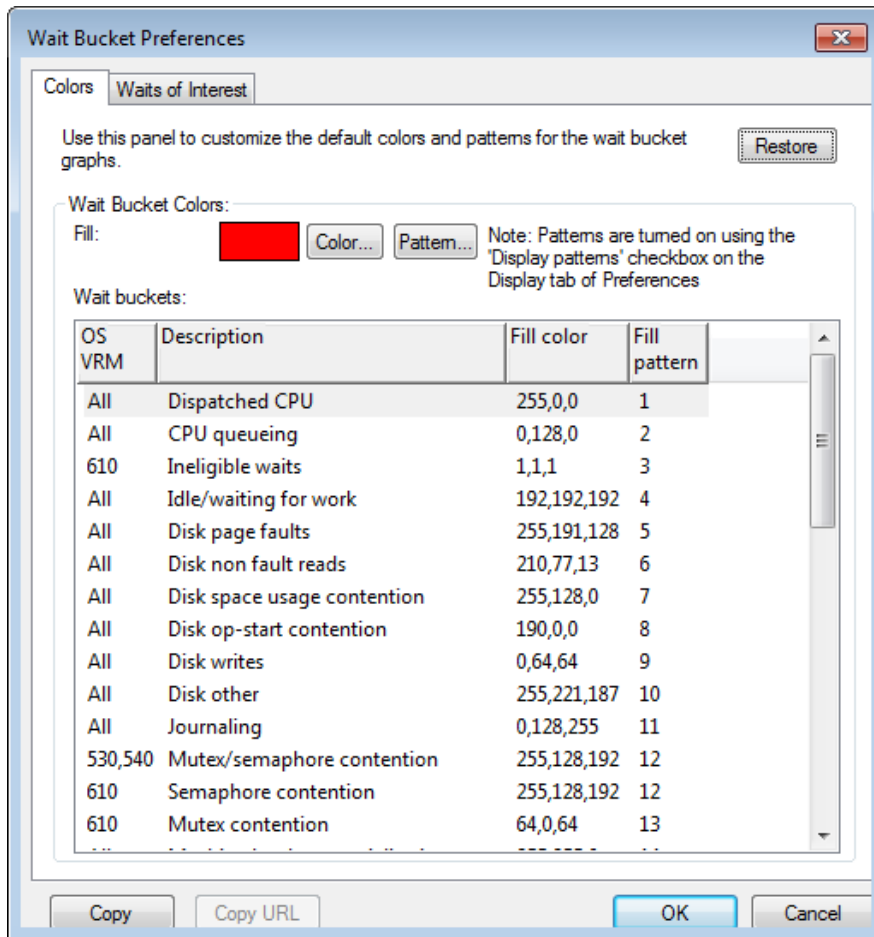 Wait Bucket Preferences
Colors Waits of Interest
Use this panel to customize the default colors and patterns for the wait bucket
graphs.
Restore
Wait Bucket Colors:
Fill: Color... Pattern... Note: Patterns are turned on using the
'Display patterns' checkbox on the
Display tab of Preferences
Wait buckets:
OS VRM Description Fill color Fill pattern
All Dispatched CPU 255,0,0 1
All CPU queueing 0,128,0 2
610 Ineligible waits 1,1,1 3
All Idle/waiting for work 192,192,192 4
All Disk page faults 255,191,128 5
All Disk non fault reads 210,77,13 6
All Disk space usage contention 255,128,0 7
All Disk op-start contention 190,0,0 8
All Disk writes 0,64,64 9
All Disk other 255,221,187 10
All Journaling 0,128,255 11
530,540 Mutex/semaphore contention 255,128,192 12
610 Semaphore contention 255,128,192 12
610 Mutex contention 64,0,64 13
Copy Copy URL OK Cancel